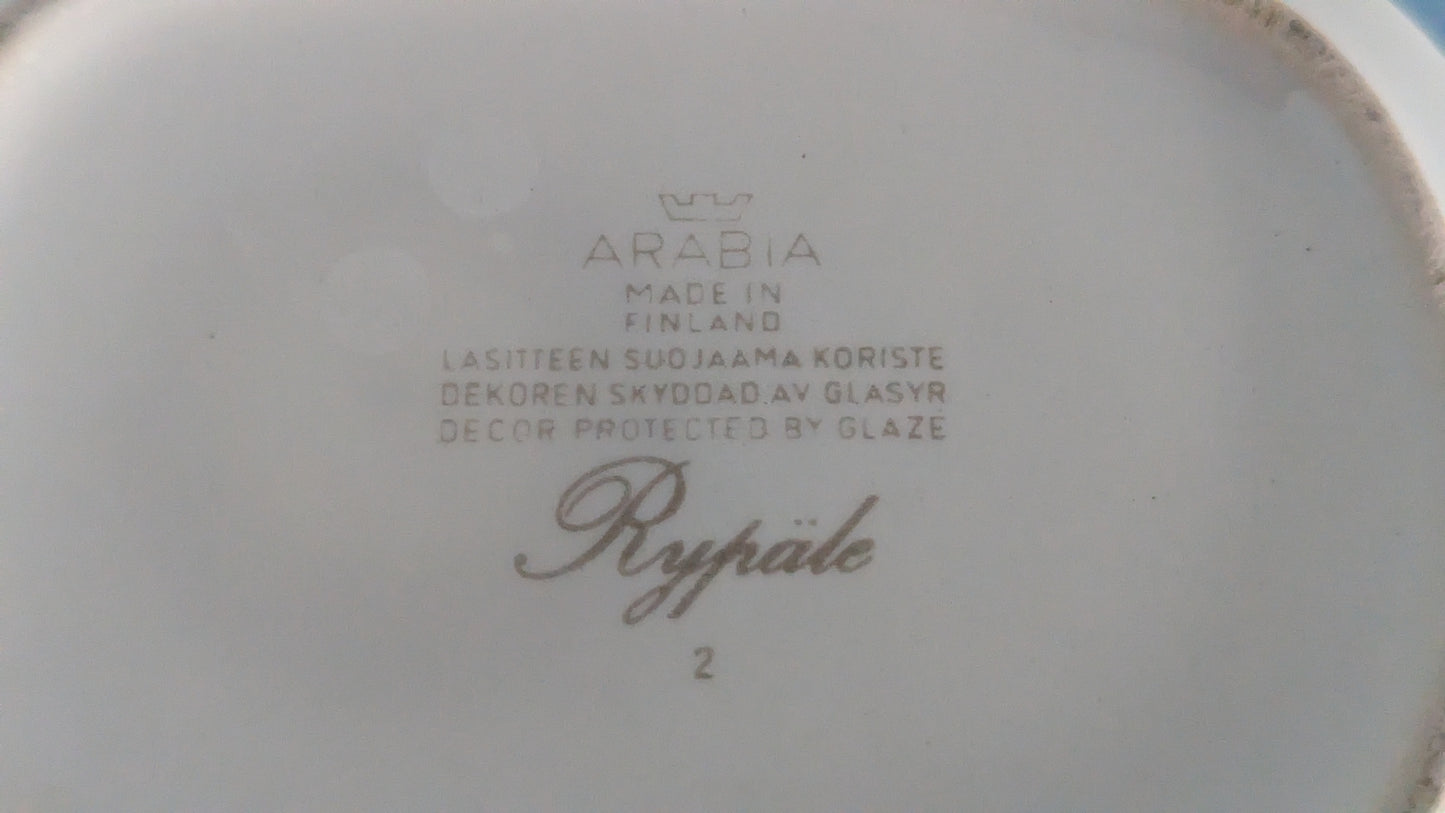 ARABIA
MADE IN
FINLAND
LASITTEEN SUOJAAMA KORISTE
DEKOREN SKYDDAD AV GLASYR
DECOR PROTECTED BY GLAZE
Rypäle
2